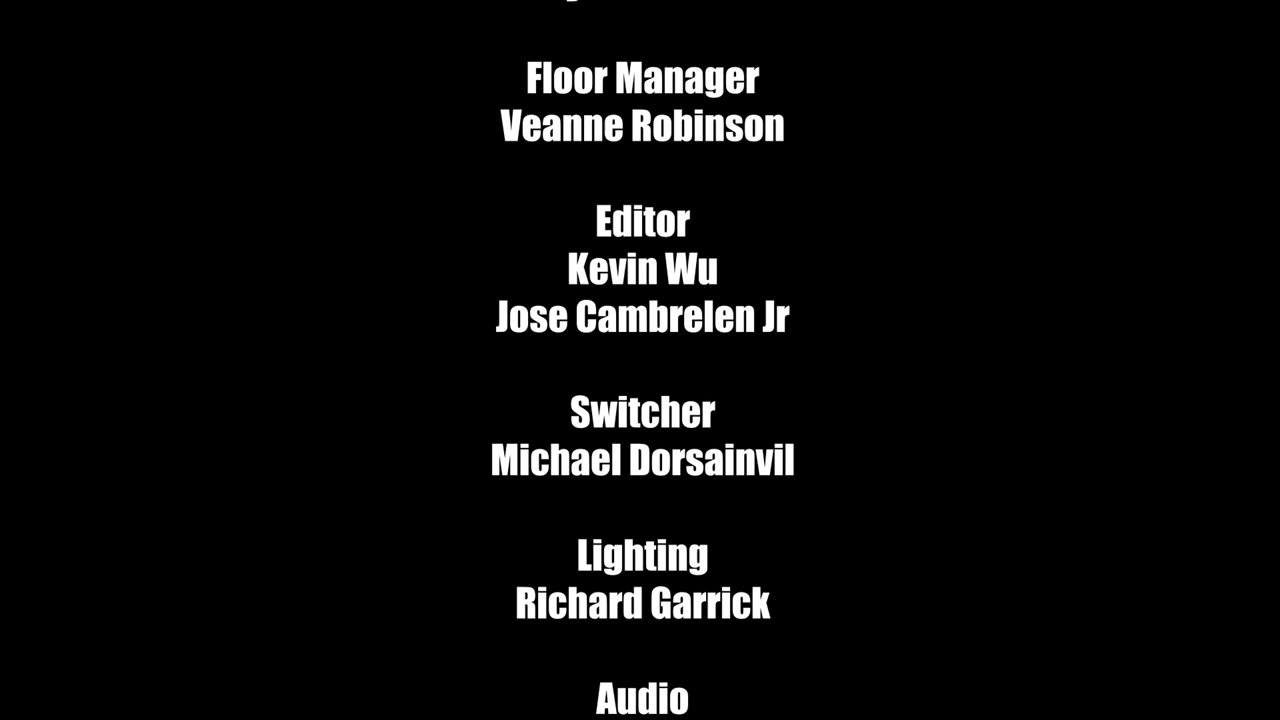 Floor Manager
Veanne Robinson
Editor
Kevin Wu
Jose Cambrelen Jr
Switcher
Michael Dorsainvil
Lighting
Richard Garrick
Audio